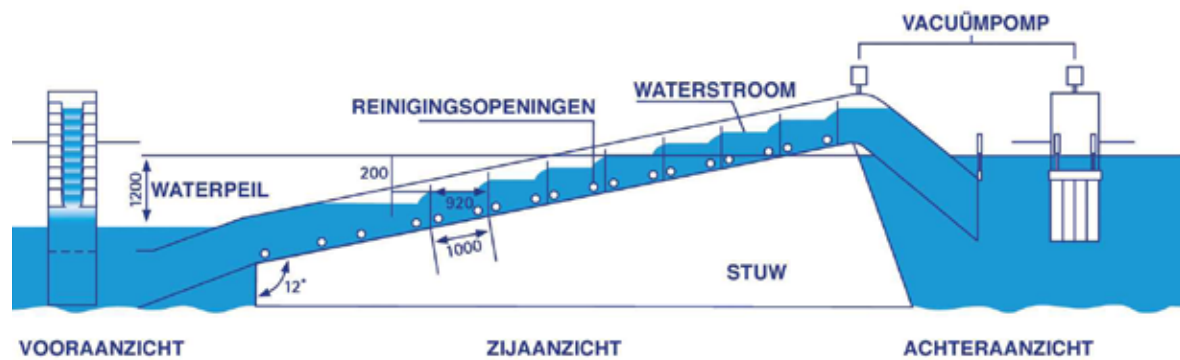 VACUÜMPOMP
WATERSTROOM
REINIGINGSOPENINGEN
200
1200
WATERPEIL
920
1000
12°
STUW
VOORAANZICHT
ZIJAANZICHT
ACHTERAANZICHT